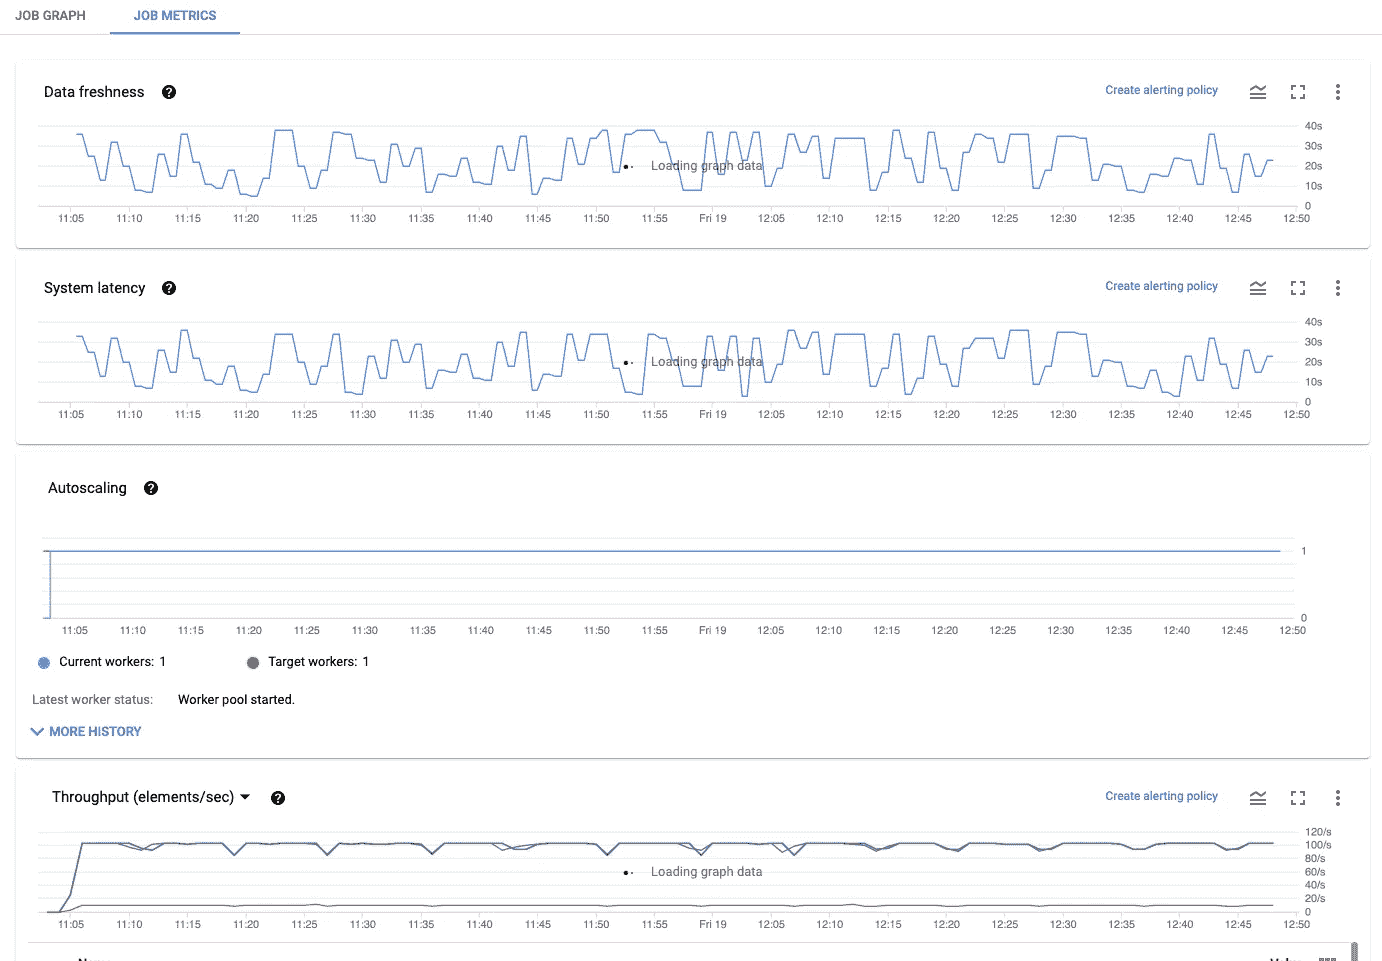 JOB GRAPH JOB METRICS
Data freshness ? Create alerting policy
40s
30s
Loading graph data 20s
10s
0
11:05 11:10 11:15 11:20 11:25 11:30 11:35 11:40 11:45 11:50 11:55 Fri 19 12:05 12:10 12:15 12:20 12:25 12:30 12:35 12:40 12:45 12:50
System latency ? Create alerting policy
40s
30s
Loading graph data 20s
10s
0
11:05 11:10 11:15 11:20 11:25 11:30 11:35 11:40 11:45 11:50 11:55 Fri 19 12:05 12:10 12:15 12:20 12:25 12:30 12:35 12:40 12:45 12:50
Autoscaling ?
1
0
11:05 11:10 11:15 11:20 11:25 11:30 11:35 11:40 11:45 11:50 11:55 Fri 19 12:05 12:10 12:15 12:20 12:25 12:30 12:35 12:40 12:45 12:50
Current workers: 1 Target workers: 1
Latest worker status: Worker pool started.
MORE HISTORY
Throughput (elements/sec) ? Create alerting policy
120/s
100/s
80/s
Loading graph data 60/s
40/s
20/s
0
11:05 11:10 11:15 11:20 11:25 11:30 11:35 11:40 11:45 11:50 11:55 Fri 19 12:05 12:10 12:15 12:20 12:25 12:30 12:35 12:40 12:45 12:50